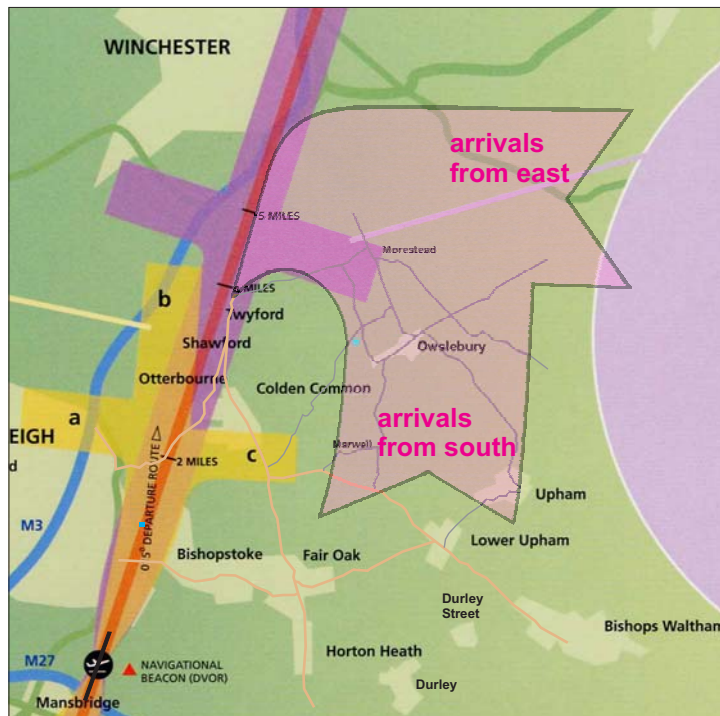 WINCHESTER
arrivals
from east
-5 MILES
Morestead
4 MILES
b
Twyford
Shawford
Owslebury
Otterbourne
Colden Common
a
arrivals
from south
EIGH
Marwell
d
c
2 MILES
0.5° DEPARTURE ROUTE
Upham
M3
Lower Upham
Bishopstoke
Fair Oak
Durley
Street
Bishops Waltham
Horton Heath
M27
NAVIGATIONAL
BEACON (DVOR)
Durley
Mansbridge